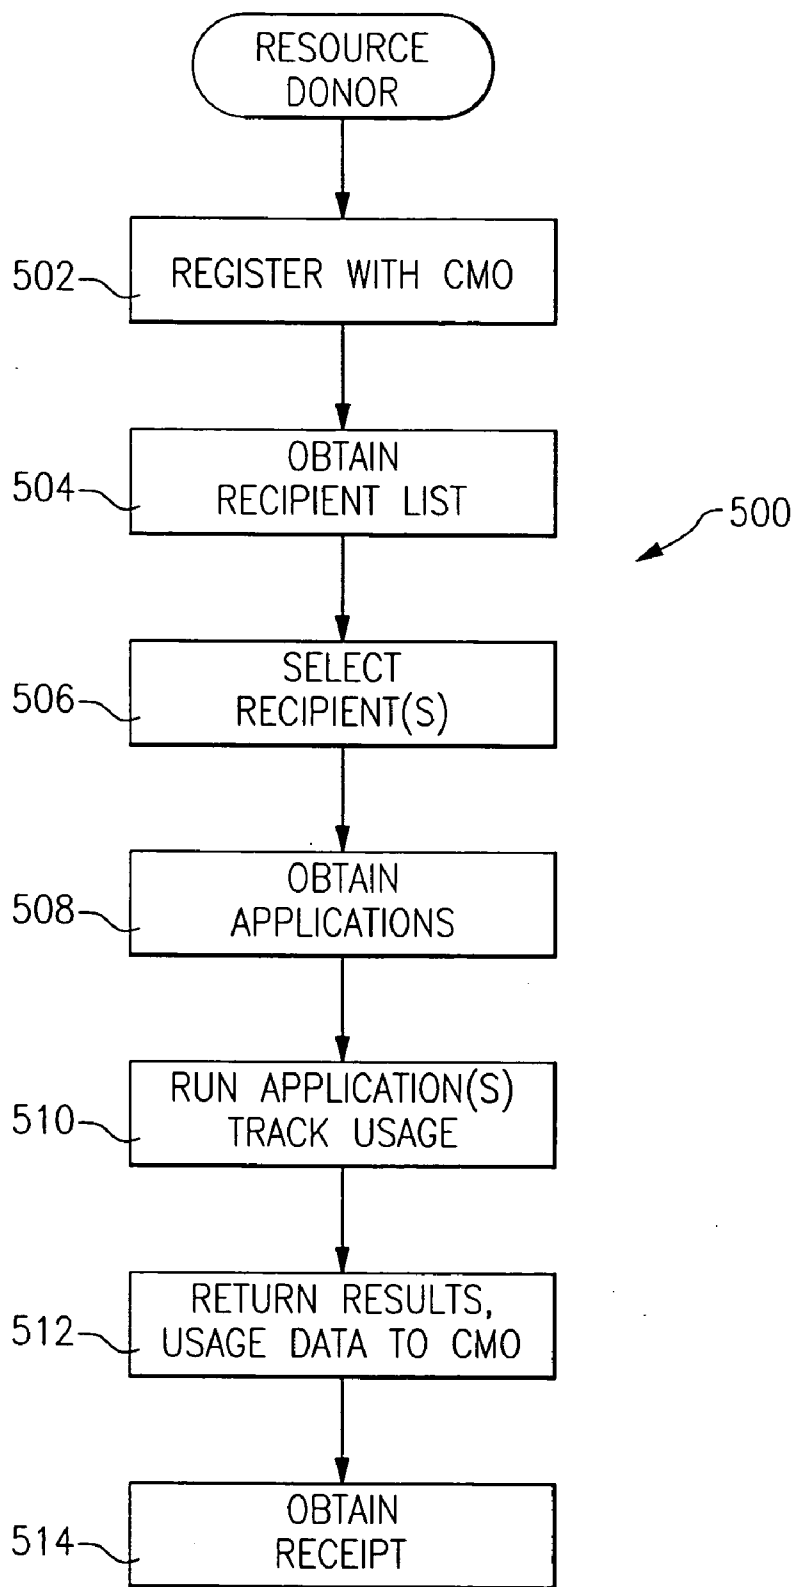 RESOURCE
DONOR
502
REGISTER WITH CMO
504
OBTAIN
RECIPIENT LIST
500
506
SELECT
RECIPIENT(S)
508
OBTAIN
APPLICATIONS
510
RUN APPLICATION(S)
TRACK USAGE
512
RETURN RESULTS,
USAGE DATA TO CMO
514
OBTAIN
RECEIPT